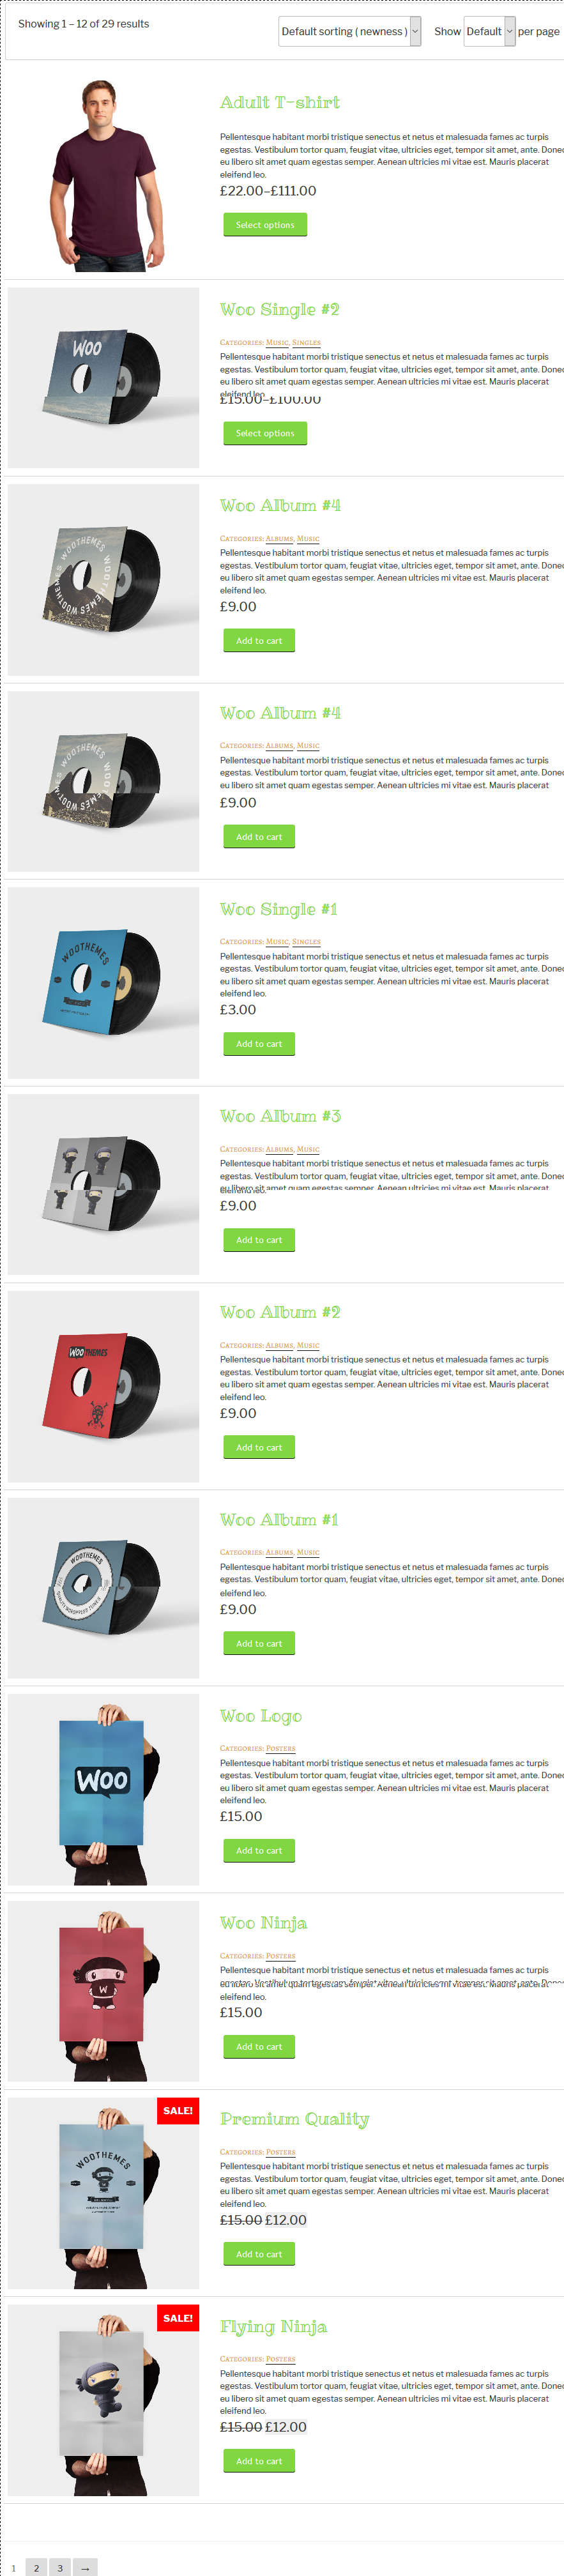 Showing 1 – 12 of 29 results
Default sorting ( newness )
Show Default per page
Adult T-shirt
Pellentesque habitant morbi tristique senectus et netus et malesuada fames ac turpis
egestas. Vestibulum tortor quam, feugiat vitae, ultricies eget, tempor sit amet, ante. Donec
eu libero sit amet quam egestas semper. Aenean ultricies mi vitae est. Mauris placerat
eleifend leo.
£22.00–£111.00
Select options
WOO
Woo Single #2
Categories: Music, Singles
Pellentesque habitant morbi tristique senectus et netus et malesuada fames ac turpis
egestas. Vestibulum tortor quam, feugiat vitae, ultricies eget, tempor sit amet, ante. Donec
eu libero sit amet quam egestas semper. Aenean ultricies mi vitae est. Mauris placerat
eleifend leo.
£15.00–£100.00
Select options
WOOTHEMES WOOTHEMES
Woo Album #4
Categories: Albums, Music
Pellentesque habitant morbi tristique senectus et netus et malesuada fames ac turpis
egestas. Vestibulum tortor quam, feugiat vitae, ultricies eget, tempor sit amet, ante. Donec
eu libero sit amet quam egestas semper. Aenean ultricies mi vitae est. Mauris placerat
eleifend leo.
£9.00
Add to cart
WOOTHEMES
Woo Album #4
Categories: Albums, Music
Pellentesque habitant morbi tristique senectus et netus et malesuada fames ac turpis
egestas. Vestibulum tortor quam, feugiat vitae, ultricies eget, tempor sit amet, ante. Donec
eu libero sit amet quam egestas semper. Aenean ultricies mi vitae est. Mauris placerat
£9.00
Add to cart
WOOTHEMES
Woo Single #1
Categories: Music, Singles
Pellentesque habitant morbi tristique senectus et netus et malesuada fames ac turpis
egestas. Vestibulum tortor quam, feugiat vitae, ultricies eget, tempor sit amet, ante. Donec
eu libero sit amet quam egestas semper. Aenean ultricies mi vitae est. Mauris placerat
eleifend leo.
£3.00
Add to cart
Woo Album #3
Categories: Albums, Music
Pellentesque habitant morbi tristique senectus et netus et malesuada fames ac turpis
egestas. Vestibulum tortor quam, feugiat vitae, ultricies eget, tempor sit amet, ante. Donec
eu libero sit amet quam egestas semper. Aenean ultricies mi vitae est. Mauris placerat
eleifend leo.
£9.00
Add to cart
WOOTHEMES
Woo Album #2
Categories: Albums, Music
Pellentesque habitant morbi tristique senectus et netus et malesuada fames ac turpis
egestas. Vestibulum tortor quam, feugiat vitae, ultricies eget, tempor sit amet, ante. Donec
eu libero sit amet quam egestas semper. Aenean ultricies mi vitae est. Mauris placerat
eleifend leo.
£9.00
Add to cart
WOOTHEMES
Woo Album #1
Categories: Albums, Music
Pellentesque habitant morbi tristique senectus et netus et malesuada fames ac turpis
egestas. Vestibulum tortor quam, feugiat vitae, ultricies eget, tempor sit amet, ante. Donec
eleifend leo.
£9.00
Add to cart
WOO
Woo Logo
Categories: Posters
Pellentesque habitant morbi tristique senectus et netus et malesuada fames ac turpis
egestas. Vestibulum tortor quam, feugiat vitae, ultricies eget, tempor sit amet, ante. Donec
eu libero sit amet quam egestas semper. Aenean ultricies mi vitae est. Mauris placerat
eleifend leo.
£15.00
Add to cart
W
Woo Ninja
Categories: Posters
Pellentesque habitant morbi tristique senectus et netus et malesuada fames ac turpis
eu libero sit amet quam egestas semper. Aenean ultricies mi vitae est. Mauris placerat
eleifend leo.
£15.00
Add to cart
SALE!
WOOTHEMES
Premium Quality
Categories: Posters
Pellentesque habitant morbi tristique senectus et netus et malesuada fames ac turpis
egestas. Vestibulum tortor quam, feugiat vitae, ultricies eget, tempor sit amet, ante. Donec
eu libero sit amet quam egestas semper. Aenean ultricies mi vitae est. Mauris placerat
eleifend leo.
£15.00 £12.00
Add to cart
SALE!
Flying Ninja
Categories: Posters
Pellentesque habitant morbi tristique senectus et netus et malesuada fames ac turpis
egestas. Vestibulum tortor quam, feugiat vitae, ultricies eget, tempor sit amet, ante. Donec
eu libero sit amet quam egestas semper. Aenean ultricies mi vitae est. Mauris placerat
eleifend leo.
£15.00 £12.00
Add to cart
1 2 3 →